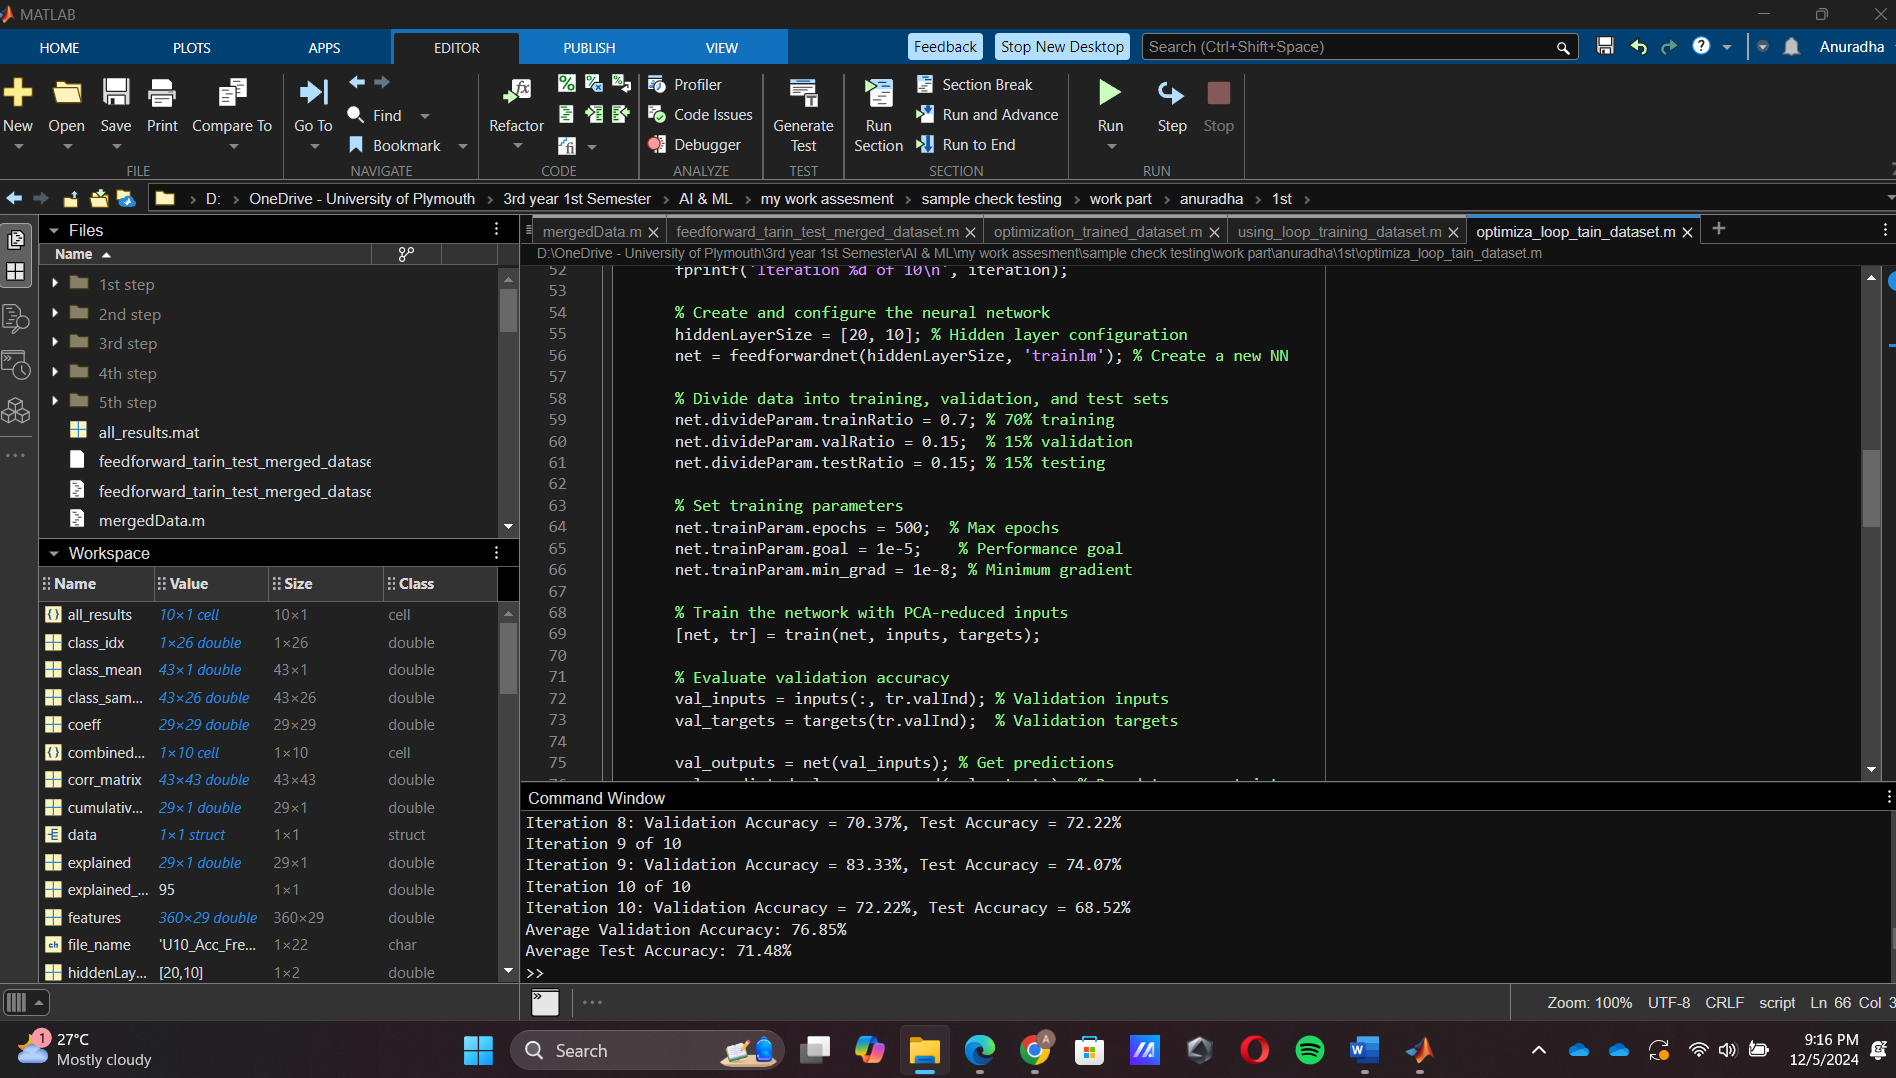 MATLAB
HOME PLOTS APPS EDITOR PUBLISH VIEW Feedback Stop New Desktop Search (Ctrl+Shift+Space) Anuradha
New Open Save Print Compare To
FILE
Go To Find Bookmark
NAVIGATE
Refactor
CODE
Profiler
Code Issues
Debugger
ANALYZE
Generate Test
TEST
Run Section
Section Break
Run and Advance
Run to End
SECTION
Run Step Stop
RUN
D: OneDrive - University of Plymouth 3rd year 1st Semester AI & ML my work assesment sample check testing work part anuradha 1st
Files
Name
1st step
2nd step
3rd step
4th step
5th step
all_results.mat
feedforward_tarin_test_merged_datase
feedforward_tarin_test_merged_datase
mergedData.m
Workspace
Name Value Size Class
all_results 10×1 cell 10×1 cell
class_idx 1×26 double 1×26 double
class_mean 43×1 double 43×1 double
class_sam... 43×26 double 43×26 double
coeff 29×29 double 29×29 double
combined... 1×10 cell 1×10 cell
corr_matrix 43×43 double 43×43 double
cumulativ... 29×1 double 29×1 double
data 1×1 struct 1×1 struct
explained 29×1 double 29×1 double
explained_... 95 1×1 double
features 360×29 double 360×29 double
file_name 'U10_Acc_Fre... 1×22 char
hiddenLay... [20,10] 1×2 double
mergedData.m feedforward_tarin_test_merged_dataset.m optimization_trained_dataset.m using_loop_training_dataset.m optimiza_loop_tain_dataset.m
D:\OneDrive - University of Plymouth\3rd year 1st Semester\AI & ML\my work assesment\sample check testing\work part\anuradha\1st\optimiza_loop_tain_dataset.m
52 fprintf('Iteration %d of 10\n', iteration);
53
54 % Create and configure the neural network
55 hiddenLayerSize = [20, 10]; % Hidden layer configuration
56 net = feedforwardnet(hiddenLayerSize, 'trainlm'); % Create a new NN
57
58 % Divide data into training, validation, and test sets
59 net.divideParam.trainRatio = 0.7; % 70% training
60 net.divideParam.valRatio = 0.15; % 15% validation
61 net.divideParam.testRatio = 0.15; % 15% testing
62
63 % Set training parameters
64 net.trainParam.epochs = 500; % Max epochs
65 net.trainParam.goal = 1e-5; % Performance goal
66 net.trainParam.min_grad = 1e-8; % Minimum gradient
67
68 % Train the network with PCA-reduced inputs
69 [net, tr] = train(net, inputs, targets);
70
71 % Evaluate validation accuracy
72 val_inputs = inputs(:, tr.valInd); % Validation inputs
73 val_targets = targets(tr.valInd); % Validation targets
74
75 val_outputs = net(val_inputs); % Get predictions
Command Window
Iteration 8: Validation Accuracy = 70.37%, Test Accuracy = 72.22%
Iteration 9 of 10
Iteration 9: Validation Accuracy = 83.33%, Test Accuracy = 74.07%
Iteration 10 of 10
Iteration 10: Validation Accuracy = 72.22%, Test Accuracy = 68.52%
Average Validation Accuracy: 76.85%
Average Test Accuracy: 71.48%
>>
Zoom: 100% UTF-8 CRLF script Ln 66 Col 3
1 27°C
Mostly cloudy
Search
9:16 PM
12/5/2024